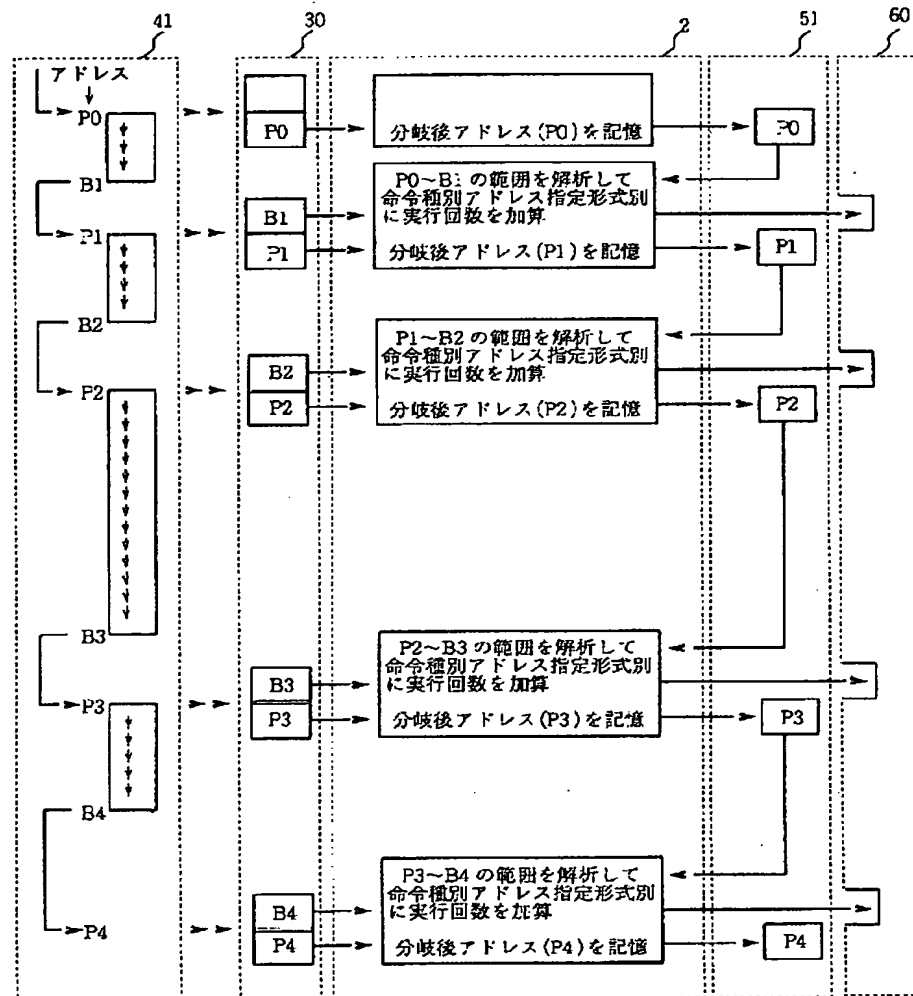 41
30
2
51
60
アドレス
P0
P0
分岐後アドレス(P0)を記憶
P0
B1
P0~B1の範囲を解析して
命令種別アドレス指定形式別
に実行回数を加算
B1
P1
P1
分岐後アドレス(P1)を記憶
P1
B2
P1~B2の範囲を解析して
命令種別アドレス指定形式別
に実行回数を加算
B2
P2
P2
分岐後アドレス(P2)を記憶
P2
B3
P2~B3の範囲を解析して
命令種別アドレス指定形式別
に実行回数を加算
B3
P3
P3
分岐後アドレス(P3)を記憶
P3
B4
P3~B4の範囲を解析して
命令種別アドレス指定形式別
に実行回数を加算
B4
P4
P4
分岐後アドレス(P4)を記憶
P4